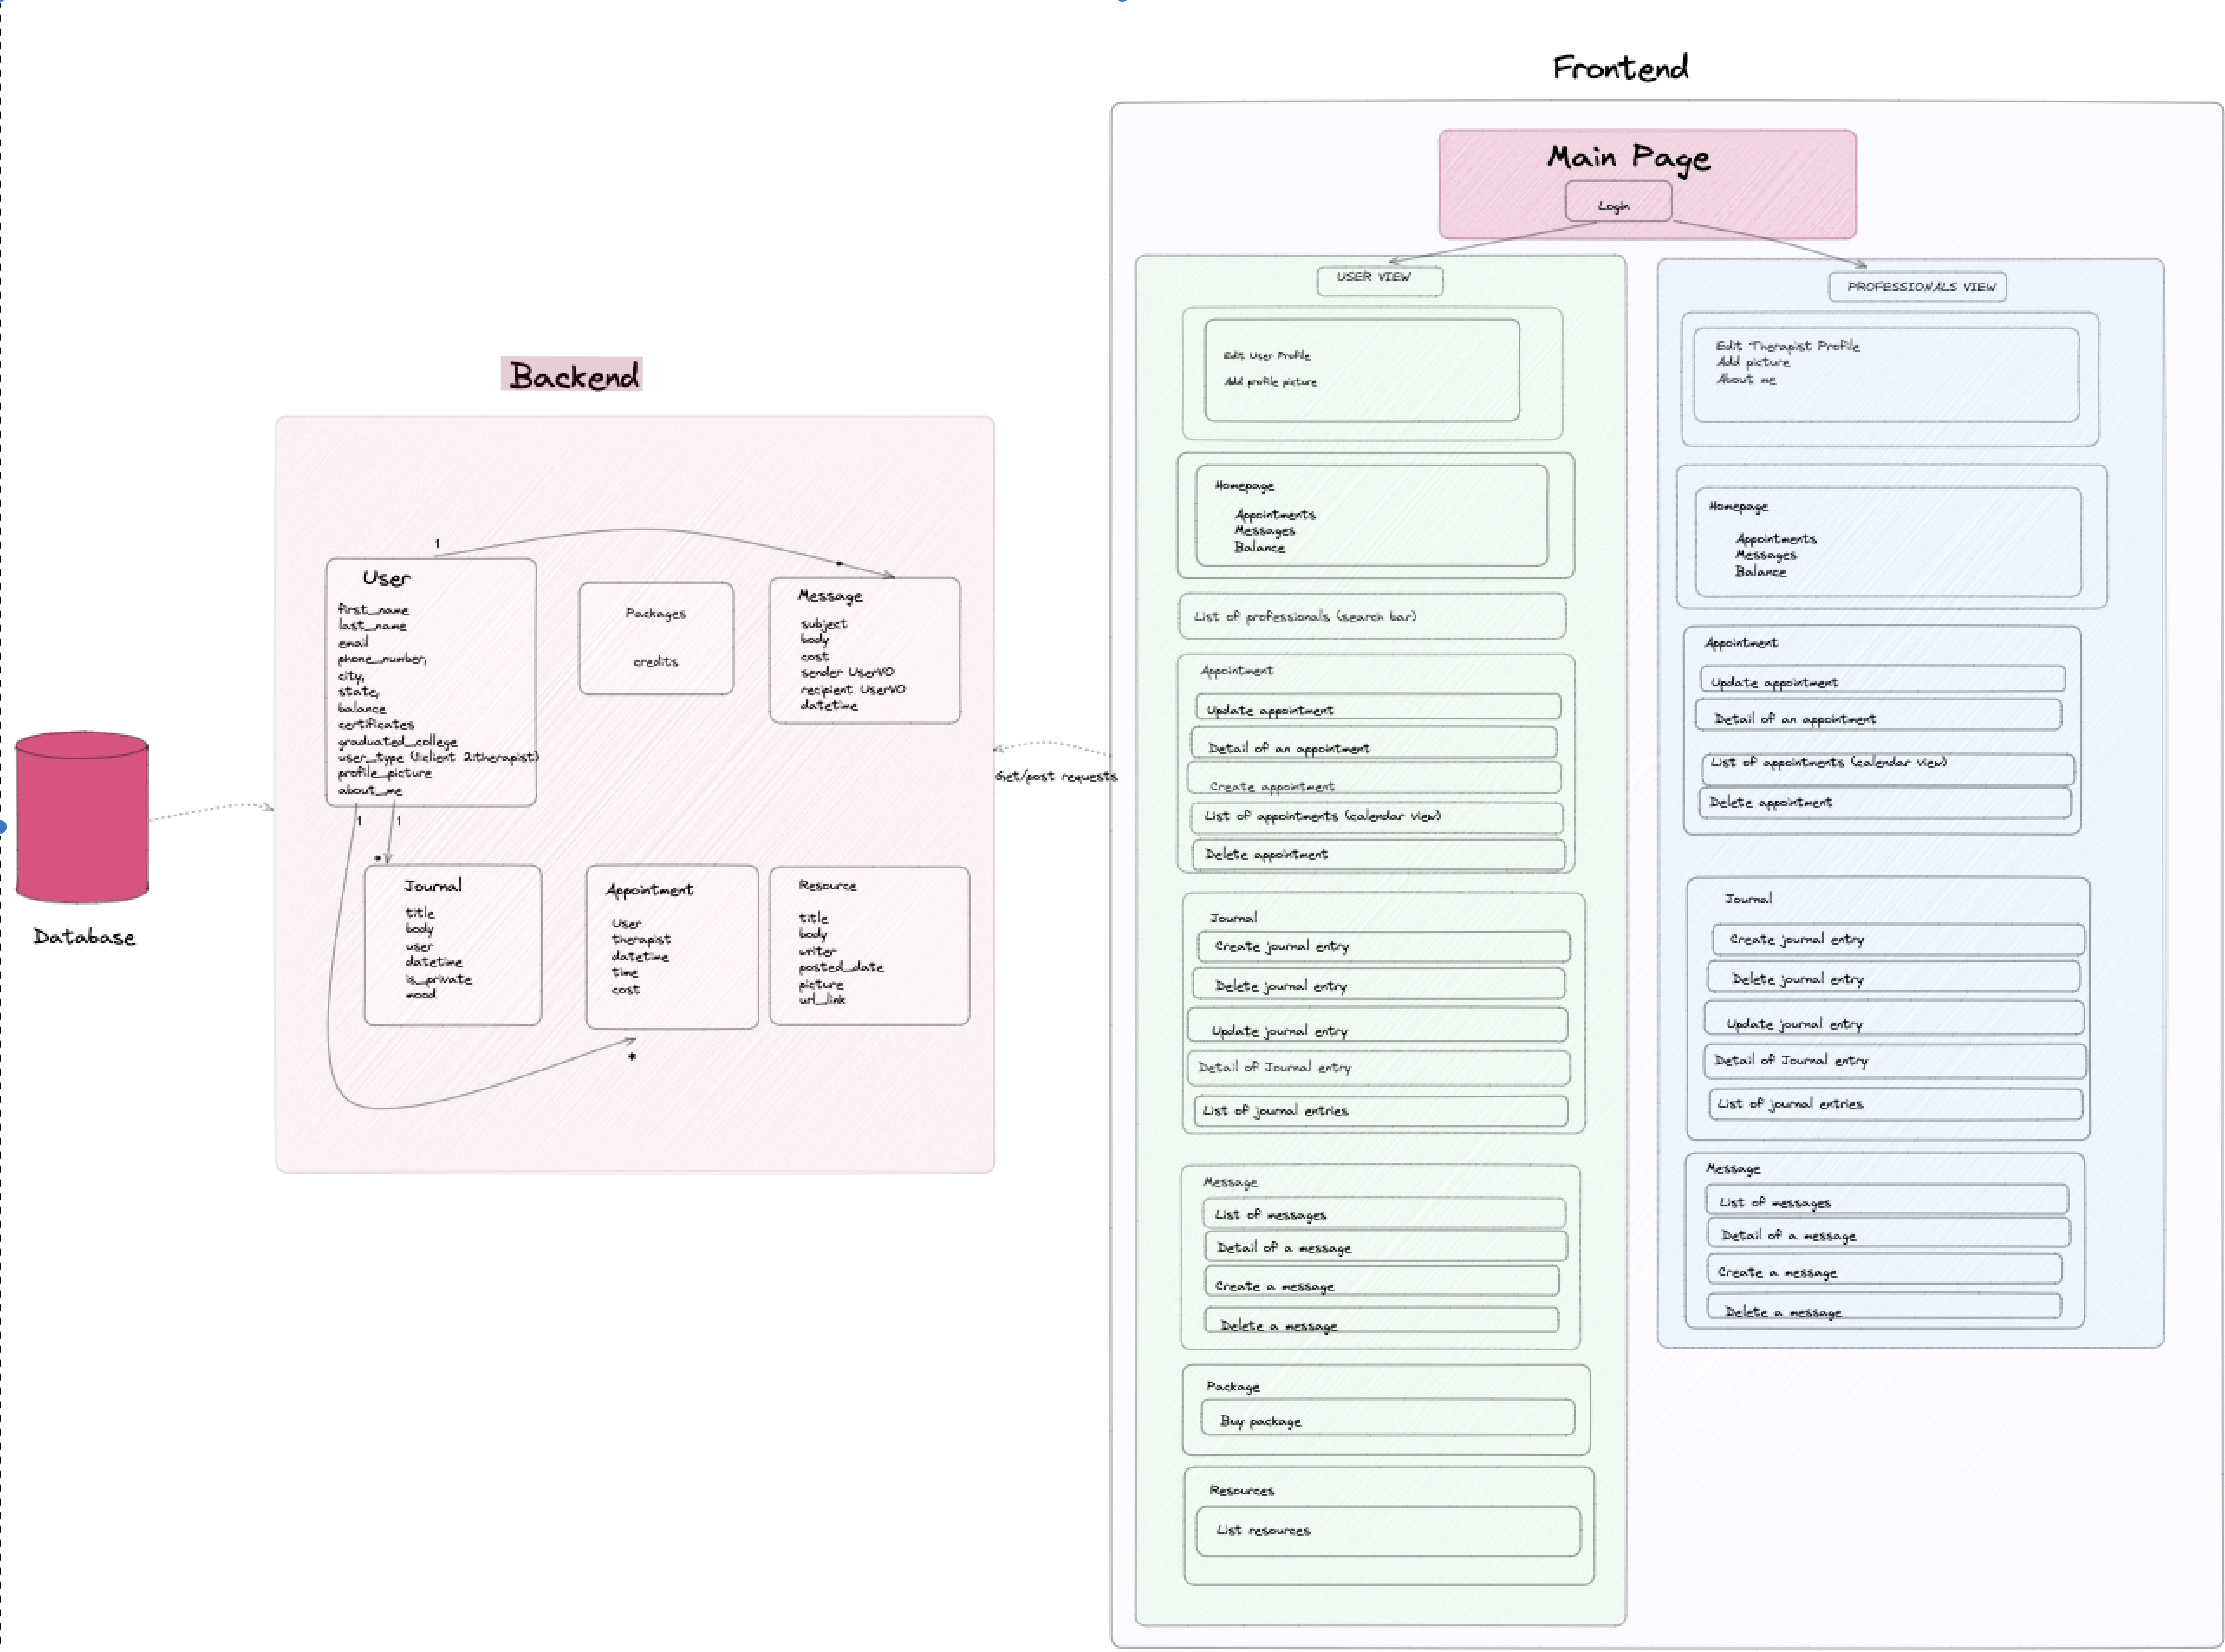 Frontend
Main Page
Login
USER VIEW
Edit User Profile
Add profile picture
Homepage
Appointments
Messages
Balance
List of professionals (search bar)
Appointment
Update appointment
Detail of an appointment
Create appointment
List of appointments (calendar view)
Delete appointment
Journal
Create journal entry
Delete journal entry
Update journal entry
Detail of Journal entry
List of journal entries
Message
List of messages
Detail of a message
Create a message
Delete a message
Package
Buy package
Resources
List resources
PROFESSIONALS VIEW
Edit Therapist Profile
Add picture
About me
Homepage
Appointments
Messages
Balance
Appointment
Update appointment
Detail of an appointment
List of appointments (calendar view)
Delete appointment
Journal
Create journal entry
Delete journal entry
Update journal entry
Detail of Journal entry
List of journal entries
Message
List of messages
Detail of a message
Create a message
Delete a message
Get/post requests
Backend
1
*
User
first_name
last_name
email
phone_number,
city,
state,
balance
certificates
graduated_college
user_type (1:client 2:therapist)
profile_picture
about_me
Packages
credits
Message
subject
body
cost
sender UserVO
recipient UserVO
datetime
1
1
*
Journal
title
body
user
datetime
is_private
mood
Appointment
User
therapist
datetime
time
cost
*
Resource
title
body
writer
posted_date
picture
url_link
Database